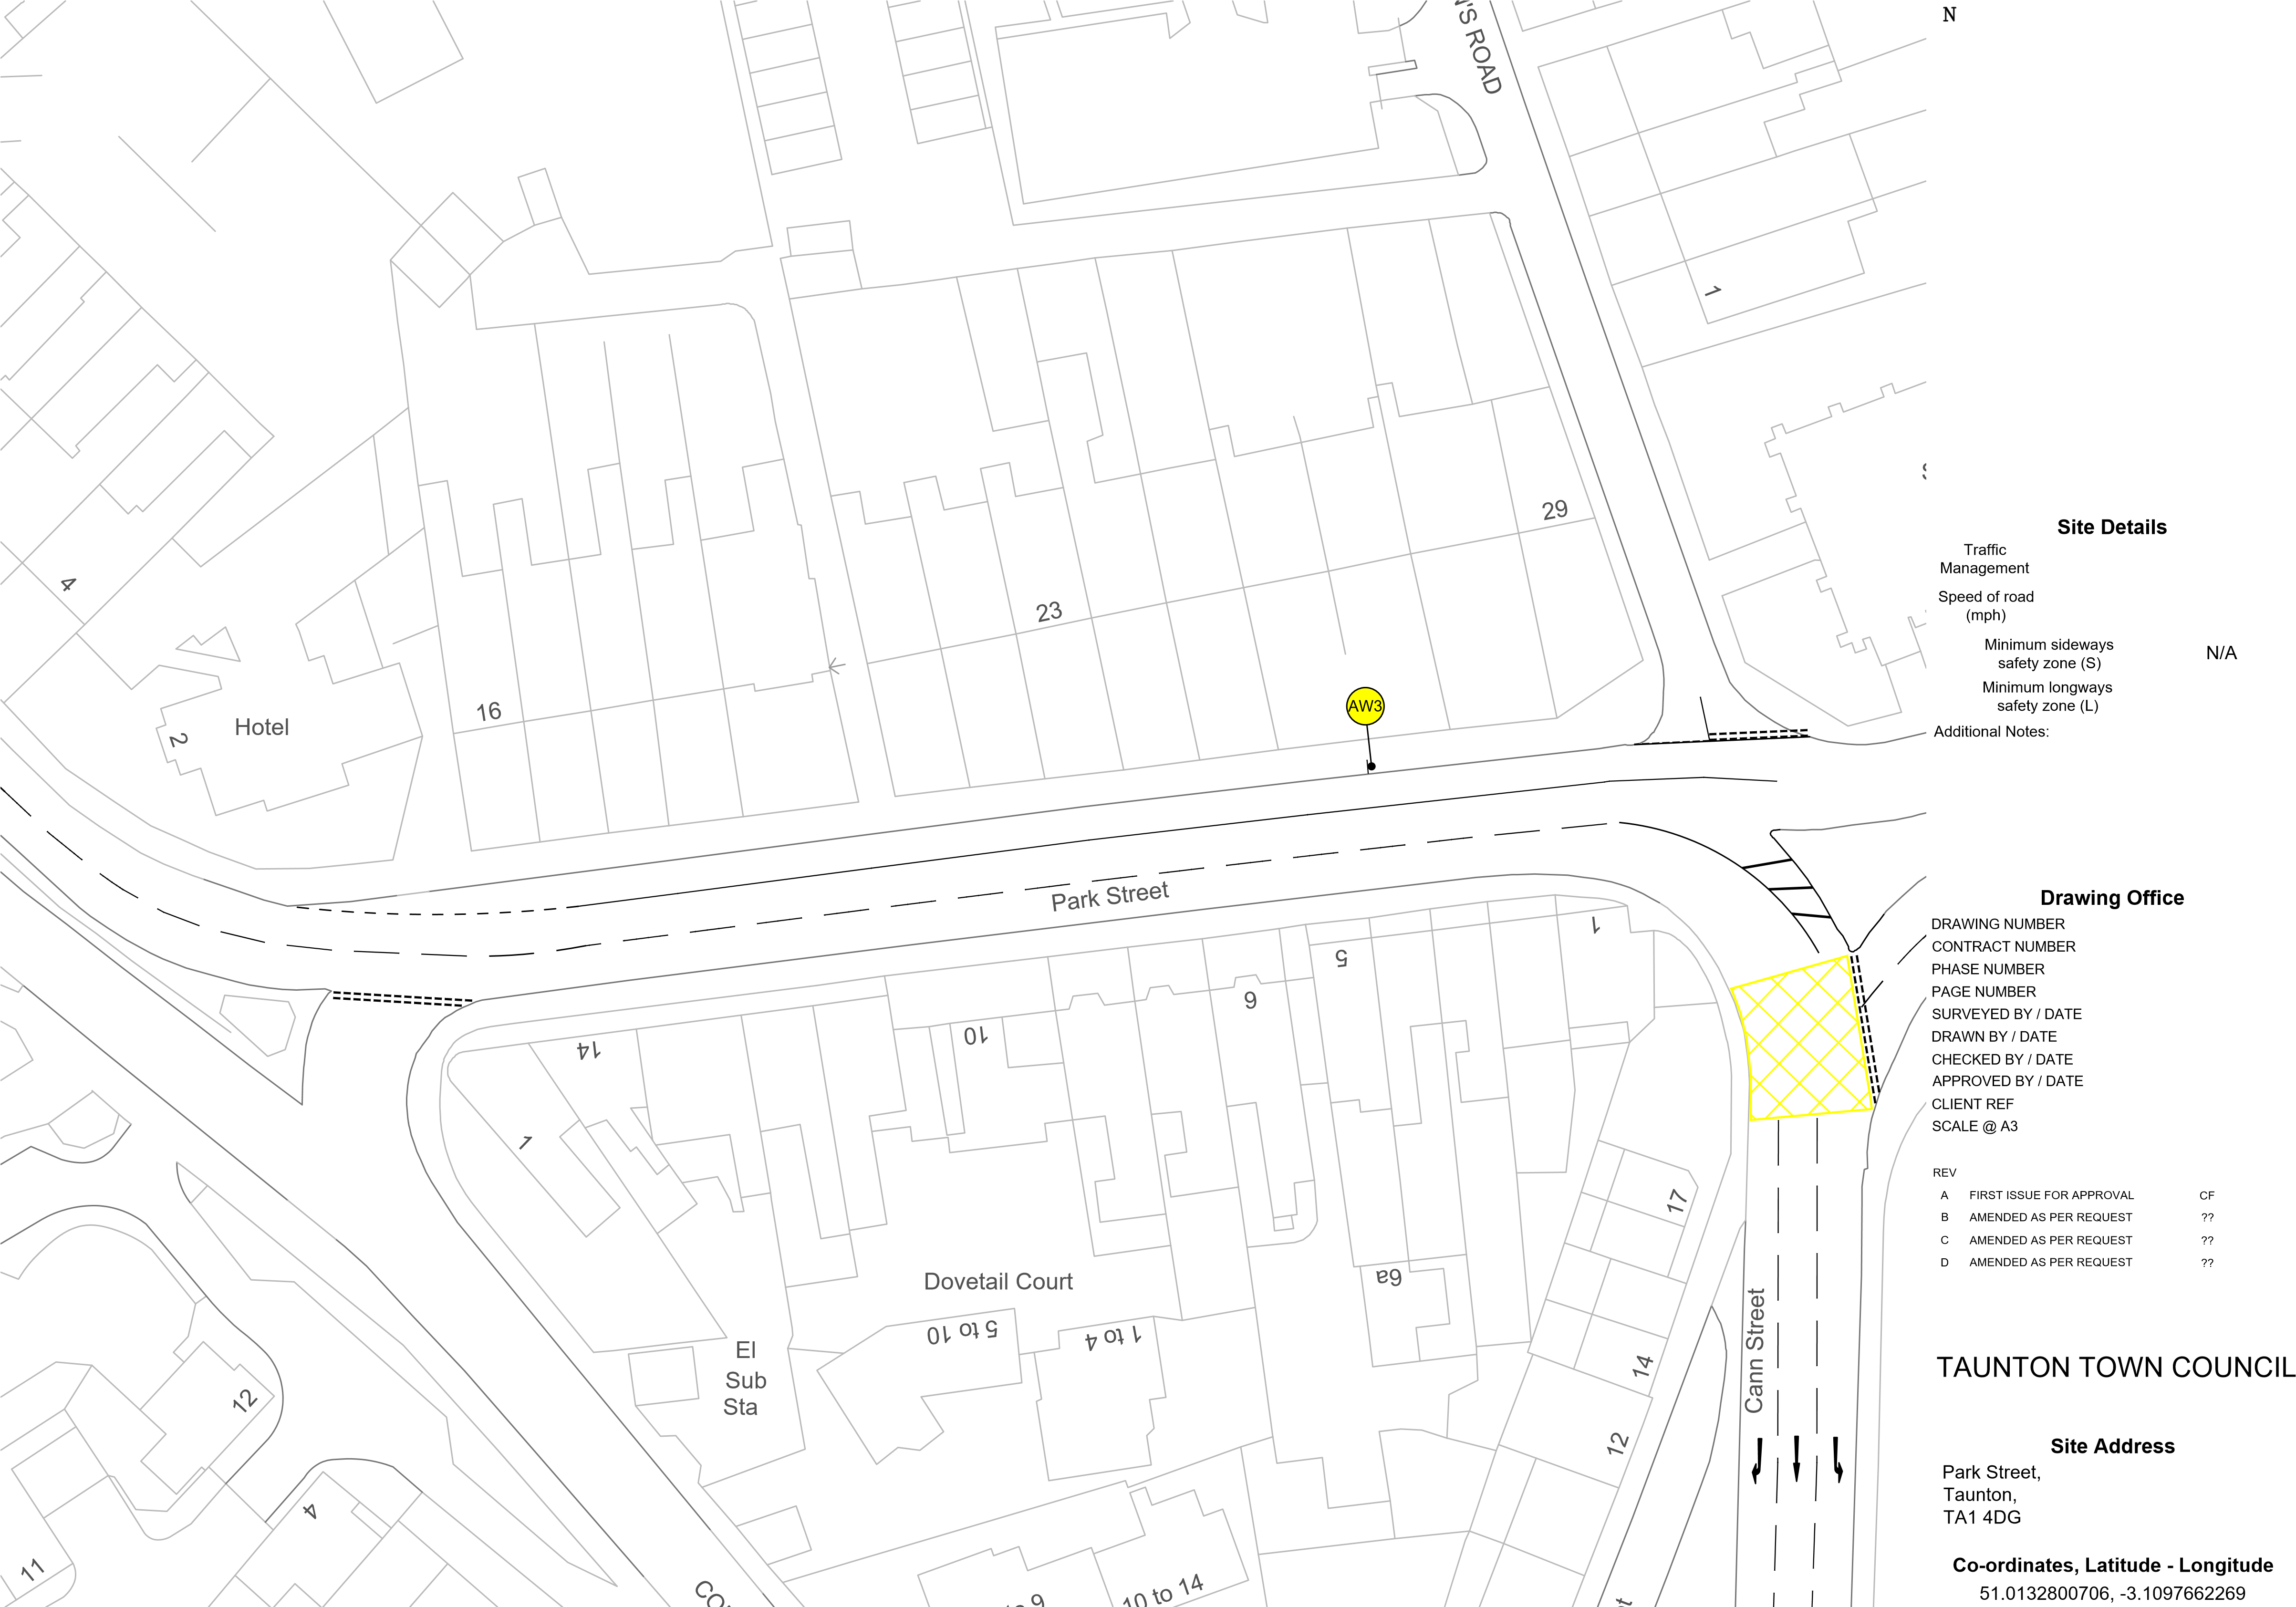 N
N'S ROAD
1
4
29
23
16
2
Hotel
AW3
Park Street
1
5
9
10
14
1
17
6a
Dovetail Court
5 to 10
1 to 4
El
Sub
Sta
14
12
12
4
11
10 to 14
Cann Street
Site Details
Traffic
Management
Speed of road
(mph)
Minimum sideways
safety zone (S)
N/A
Minimum longways
safety zone (L)
Additional Notes:
Drawing Office
DRAWING NUMBER
CONTRACT NUMBER
PHASE NUMBER
PAGE NUMBER
SURVEYED BY / DATE
DRAWN BY / DATE
CHECKED BY / DATE
APPROVED BY / DATE
CLIENT REF
SCALE @ A3
REV
A FIRST ISSUE FOR APPROVAL CF
B AMENDED AS PER REQUEST ??
C AMENDED AS PER REQUEST ??
D AMENDED AS PER REQUEST ??
TAUNTON TOWN COUNCIL
Site Address
Park Street,
Taunton,
TA1 4DG
Co-ordinates, Latitude - Longitude
51.0132800706, -3.1097662269